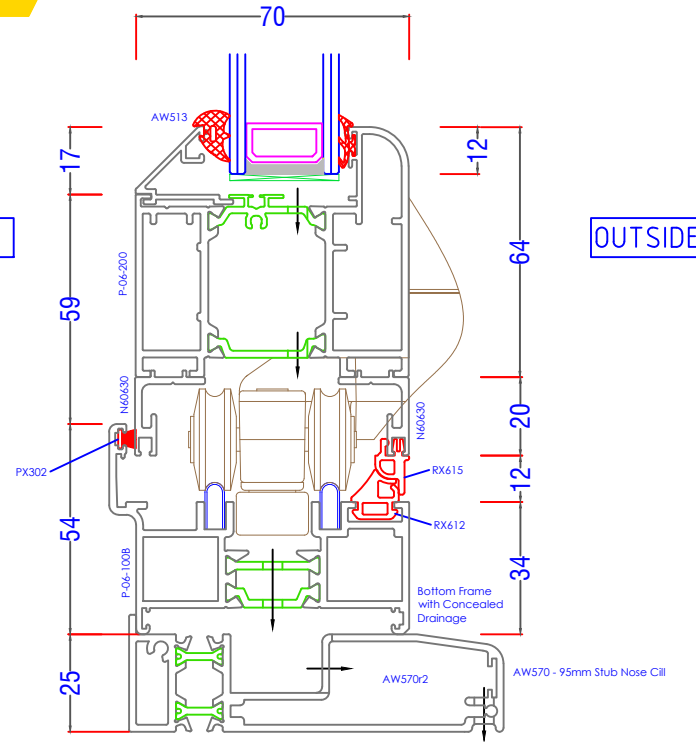 70
AW513
17
12
OUTSIDE
P-06-200
64
59
N60630
N60630
20
PX302
RX615
12
RX612
54
P-06-100B
34
Bottom Frame
with Concealed
Drainage
25
AW570r2
AW570 - 95mm Stub Nose Cill